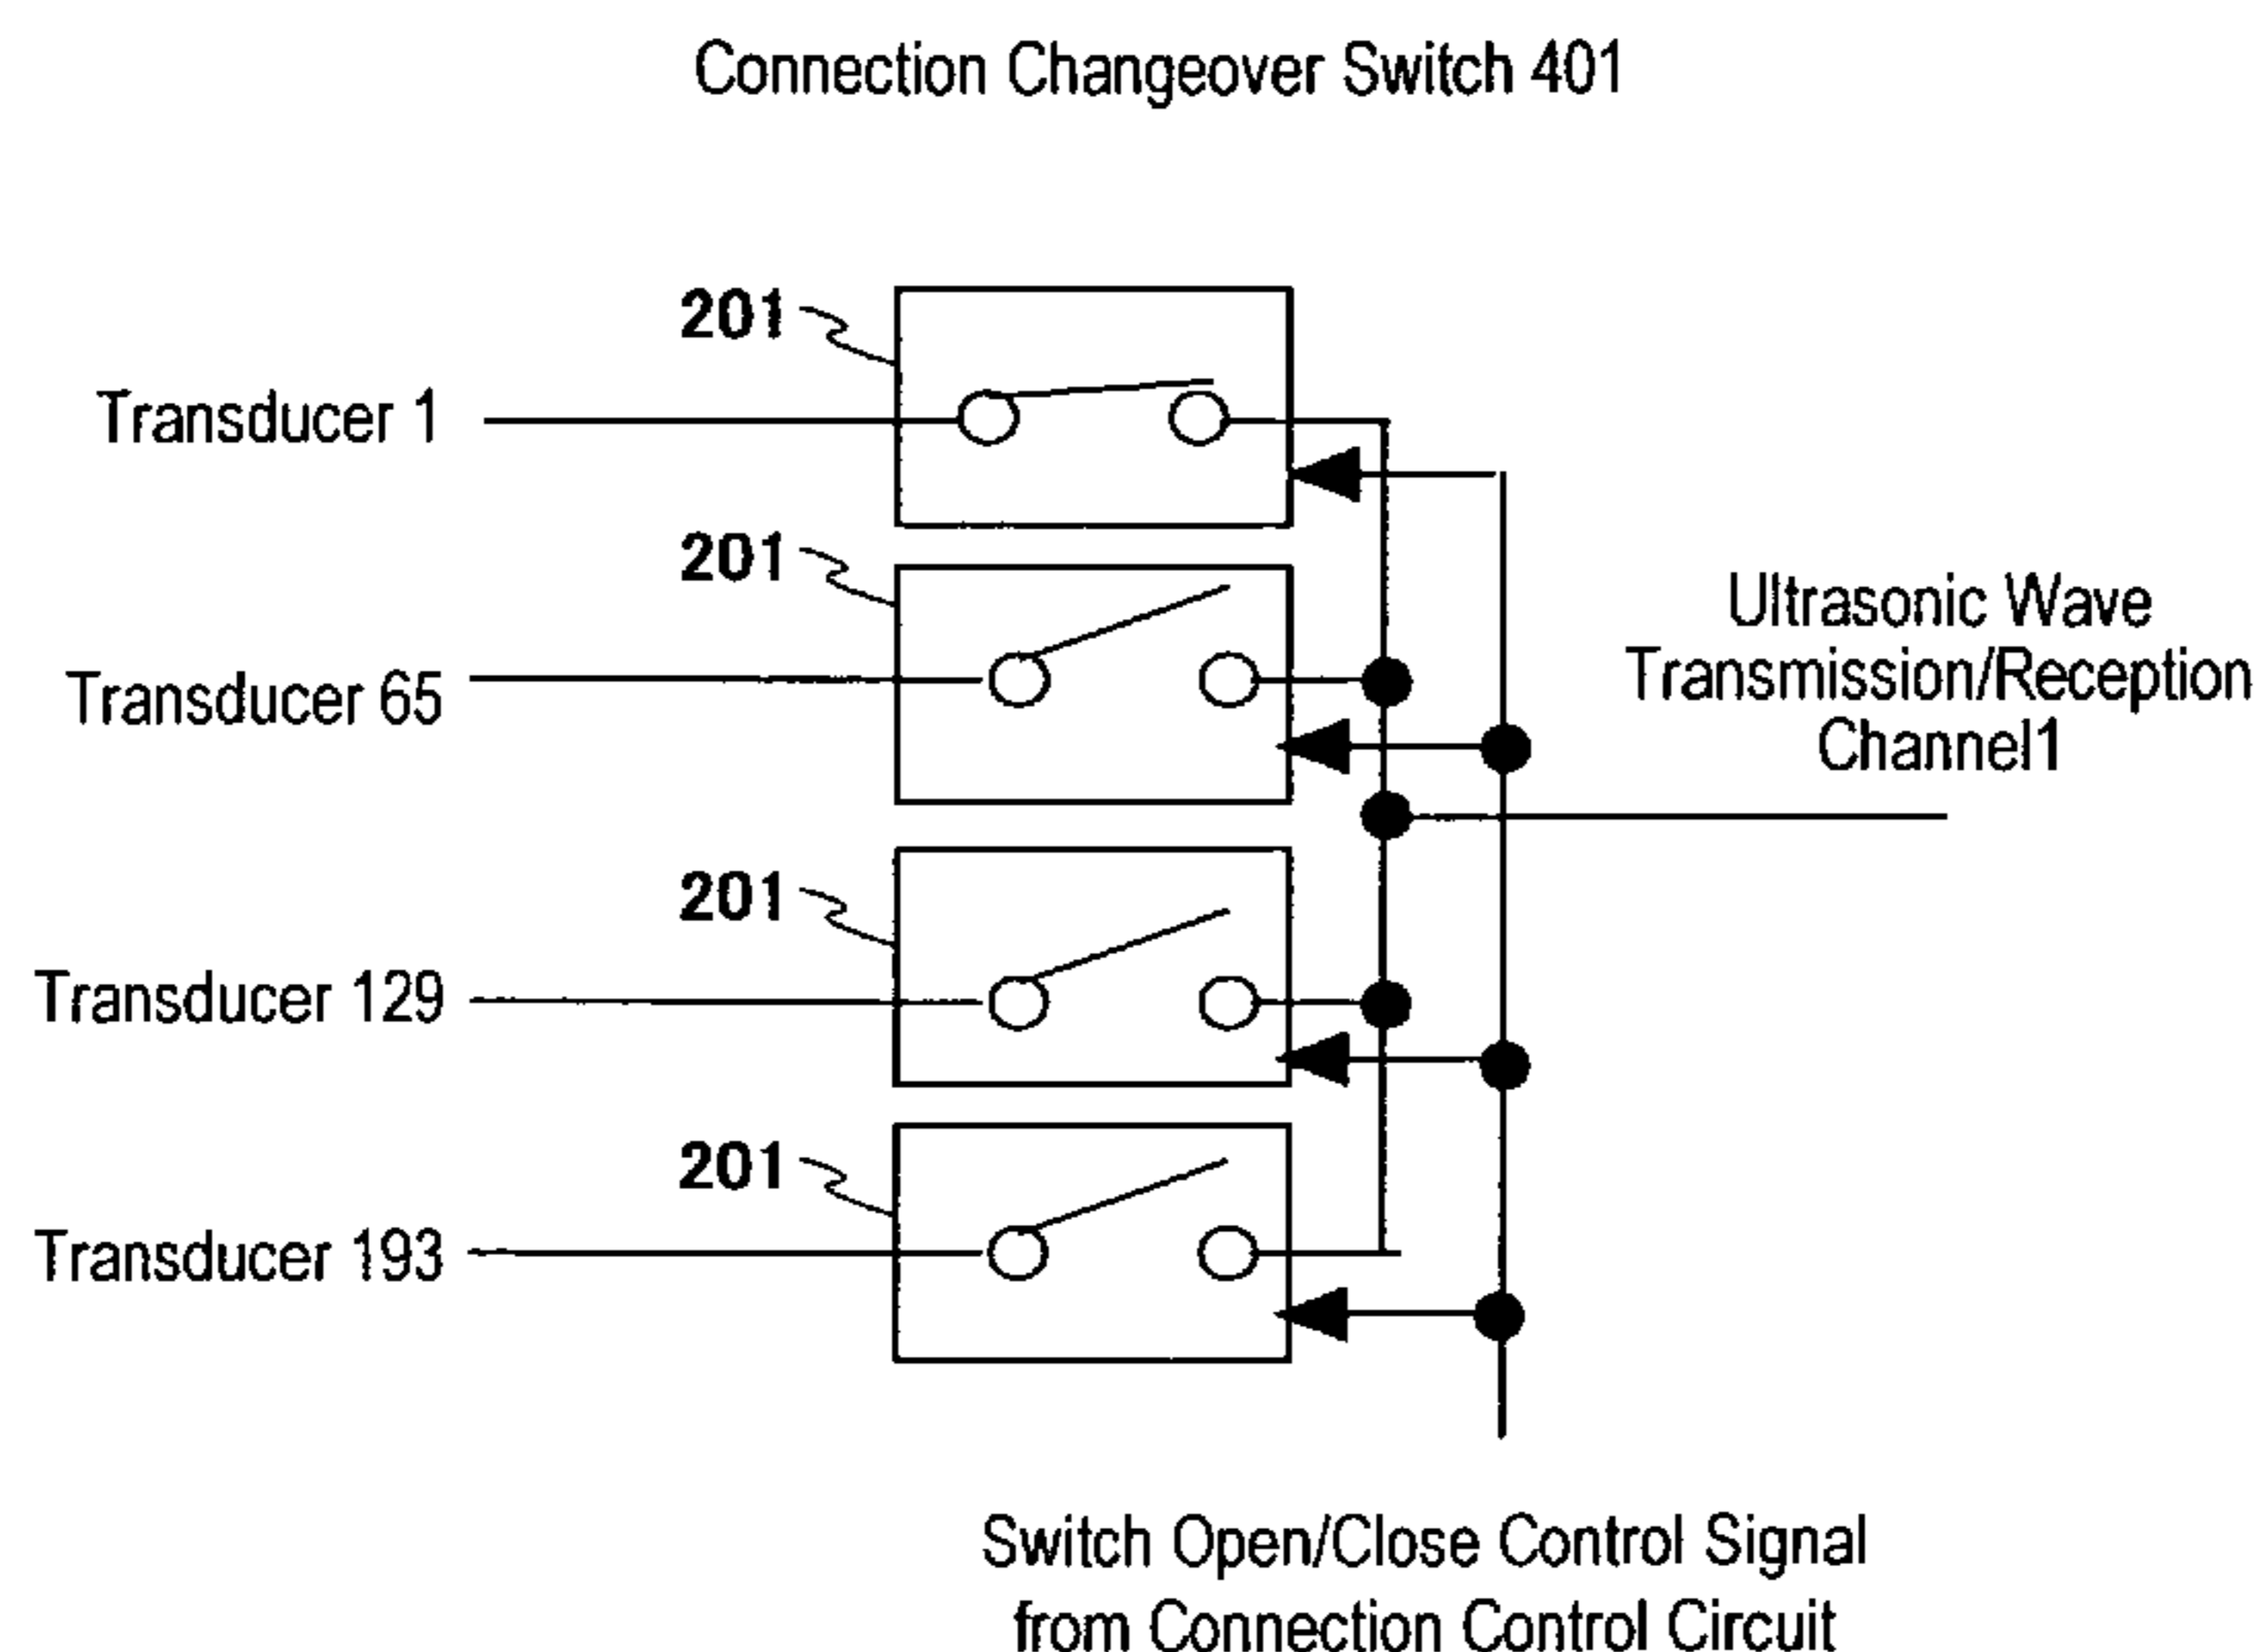 Connection Changeover Switch 401
201
Transducer 1
201
Transducer 65
Ultrasonic Wave
Transmission/Reception
Channel1
201
Transducer 129
201
Transducer 193
Switch Open/Close Control Signal
from Connection Control Circuit